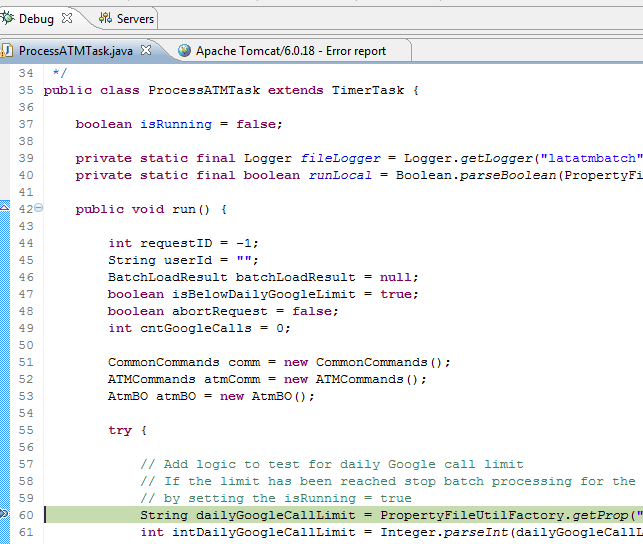 Debug Servers
ProcessATMTask.java Apache Tomcat/6.0.18 - Error report
34 */
35 public class ProcessATMTask extends TimerTask {
36
37 boolean isRunning = false;
38
39 private static final Logger fileLogger = Logger.getLogger("latatmbatch"
40 private static final boolean runLocal = Boolean.parseBoolean(PropertyFi
41
42 public void run() {
43
44 int requestID = -1;
45 String userId = "";
46 BatchLoadResult batchLoadResult = null;
47 boolean isBelowDailyGoogleLimit = true;
48 boolean abortRequest = false;
49 int cntGoogleCalls = 0;
50
51 CommonCommands comm = new CommonCommands();
52 ATMCommands atmComm = new ATMCommands();
53 AtmBO atmBO = new AtmBO();
54
55 try {
56
57 // Add logic to test for daily Google call limit
58 // If the limit has been reached stop batch processing for the
59 // by setting the isRunning = true
60 String dailyGoogleCallLimit = PropertyFileUtilFactory.getProp("
61 int intDailyGoogleCallLimit = Integer.parseInt(dailyGoogleCallL